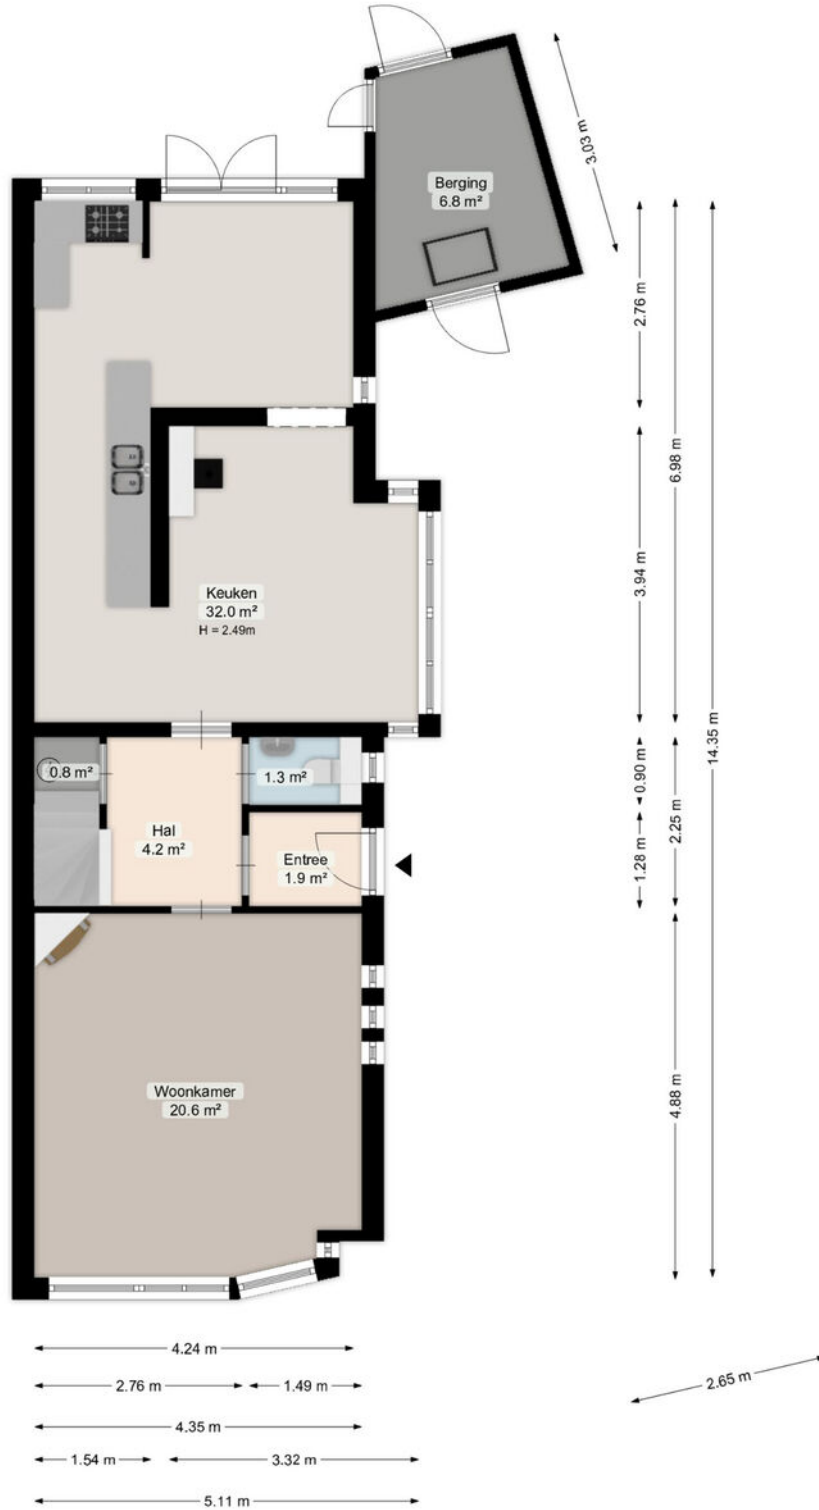 Berging
6.8 m²
3.03 m
2.76 m
6.98 m
14.35 m
3.94 m
Keuken
32.0 m²
H = 2.49m
0.8 m²
1.3 m²
0.90 m
2.25 m
Hal
4.2 m²
Entree
1.9 m²
1.28 m
4.88 m
Woonkamer
20.6 m²
4.24 m
2.76 m
1.49 m
2.65 m
4.35 m
1.54 m
3.32 m
5.11 m